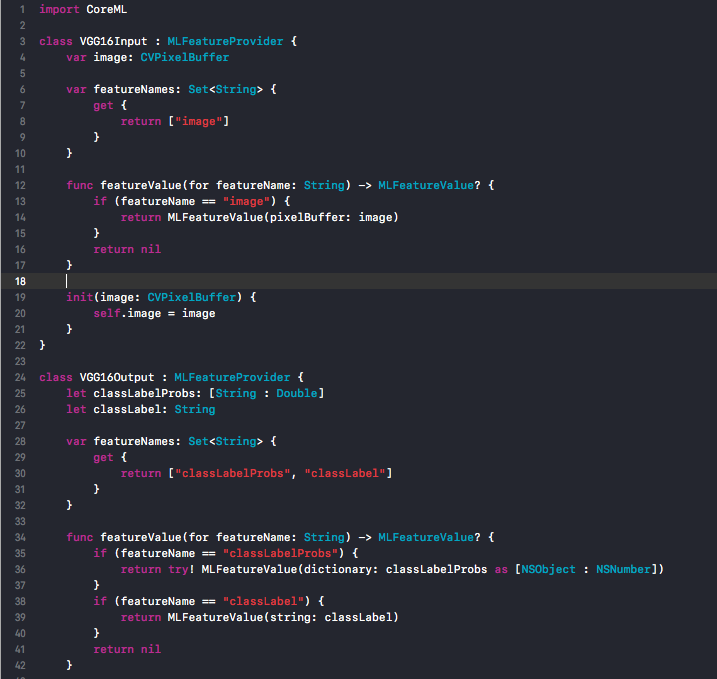 1 import CoreML
2
3 class VGG16Input : MLFeatureProvider {
4     var image: CVPixelBuffer
5
6     var featureNames: Set<String> {
7         get {
8             return ["image"]
9         }
10     }
11
12     func featureValue(for featureName: String) -> MLFeatureValue? {
13         if (featureName == "image") {
14             return MLFeatureValue(pixelBuffer: image)
15         }
16         return nil
17     }
18
19     init(image: CVPixelBuffer) {
20         self.image = image
21     }
22 }
23
24 class VGG16Output : MLFeatureProvider {
25     let classLabelProbs: [String : Double]
26     let classLabel: String
27
28     var featureNames: Set<String> {
29         get {
30             return ["classLabelProbs", "classLabel"]
31         }
32     }
33
34     func featureValue(for featureName: String) -> MLFeatureValue? {
35         if (featureName == "classLabelProbs") {
36             return try! MLFeatureValue(dictionary: classLabelProbs as [NSObject : NSNumber])
37         }
38         if (featureName == "classLabel") {
39             return MLFeatureValue(string: classLabel)
40         }
41         return nil
42     }